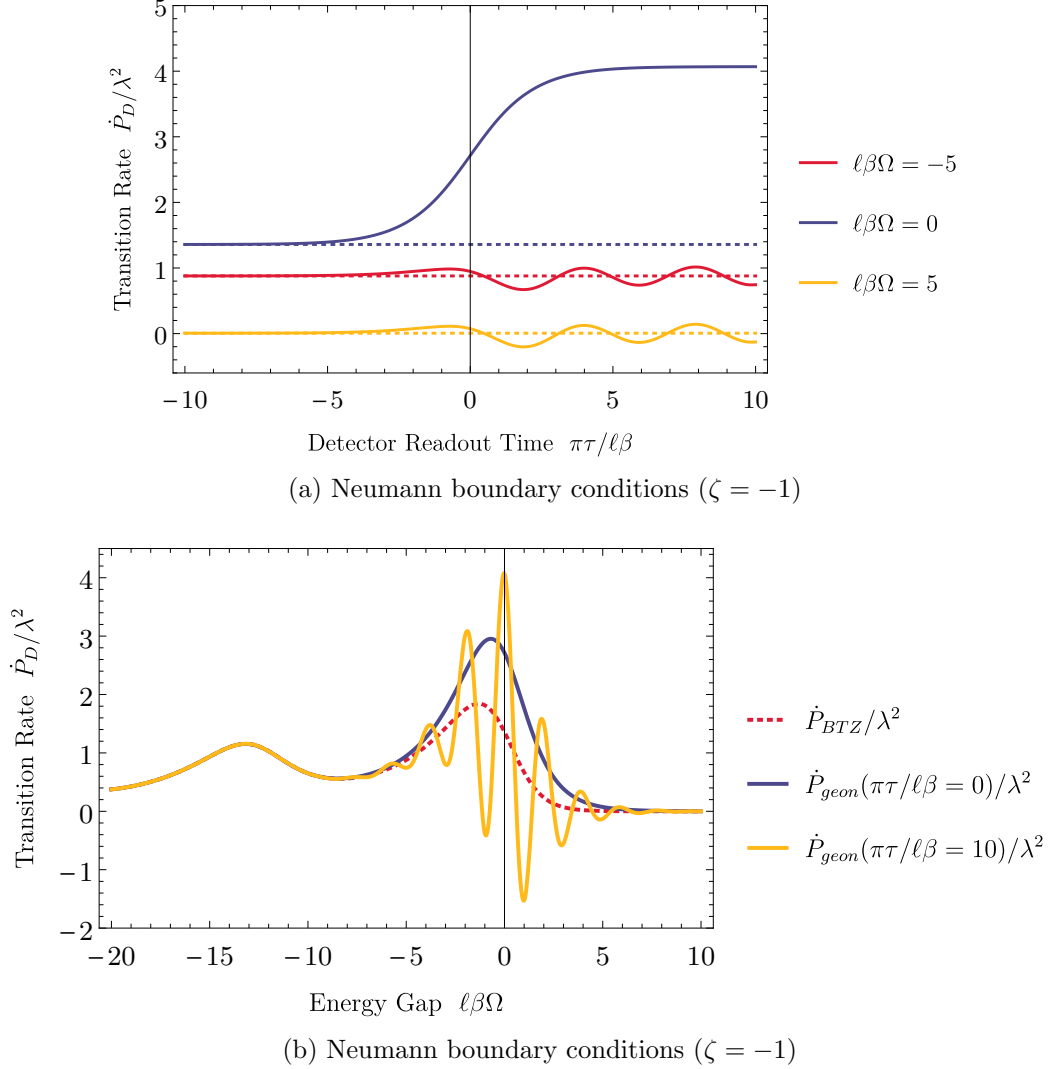 5
4
3
2
1
0
Transition Rate Ṗ_D/λ²
−10
−5
0
5
10
Detector Readout Time πτ/ℓβ
ℓβΩ = −5
ℓβΩ = 0
ℓβΩ = 5
(a) Neumann boundary conditions (ζ = −1)
4
3
2
1
0
−1
−2
Transition Rate Ṗ_D/λ²
−20
−15
−10
−5
0
5
10
Energy Gap ℓβΩ
Ṗ_BTZ/λ²
Ṗ_geon(πτ/ℓβ = 0)/λ²
Ṗ_geon(πτ/ℓβ = 10)/λ²
(b) Neumann boundary conditions (ζ = −1)